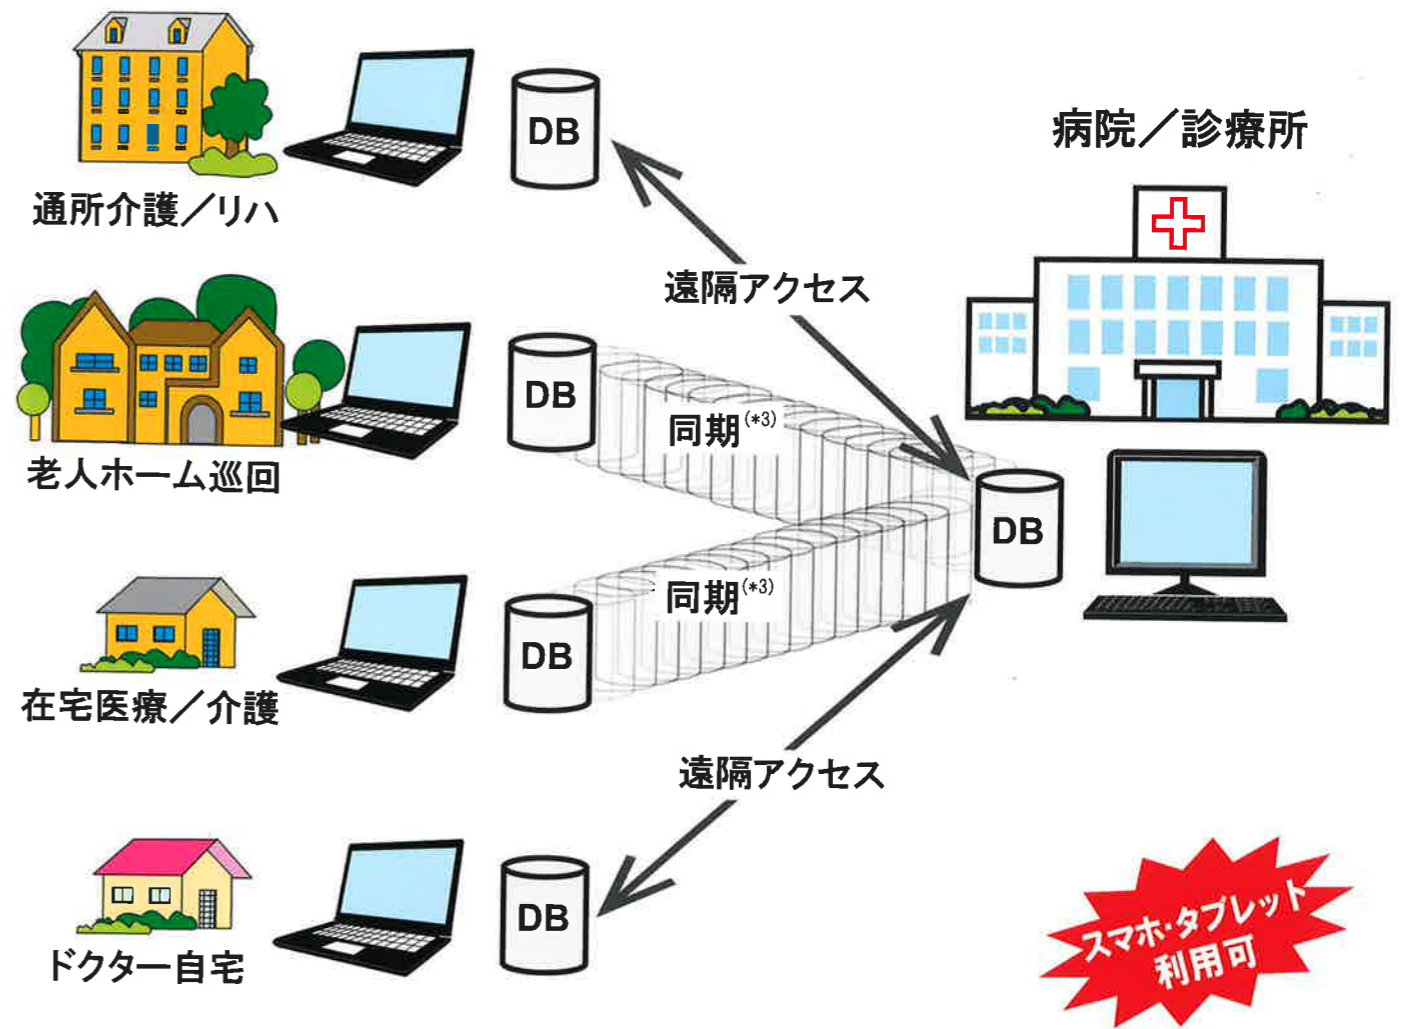 DB
病院／診療所
通所介護／リハ
遠隔アクセス
DB
同期(*3)
老人ホーム巡回
DB
同期(*3)
DB
在宅医療／介護
遠隔アクセス
DB
ドクター自宅
スマホ・タブレット
利用可